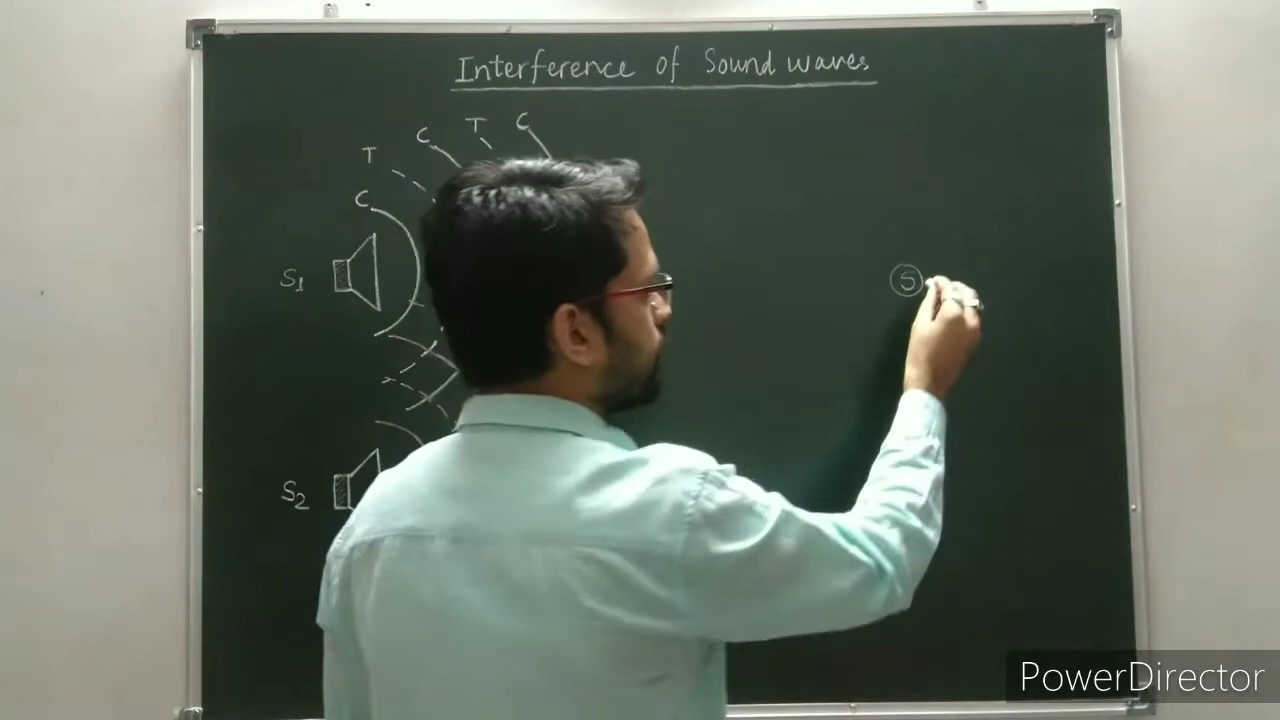 Interference of Sound waves
C T C
T
C
S1
S
S2
PowerDirector